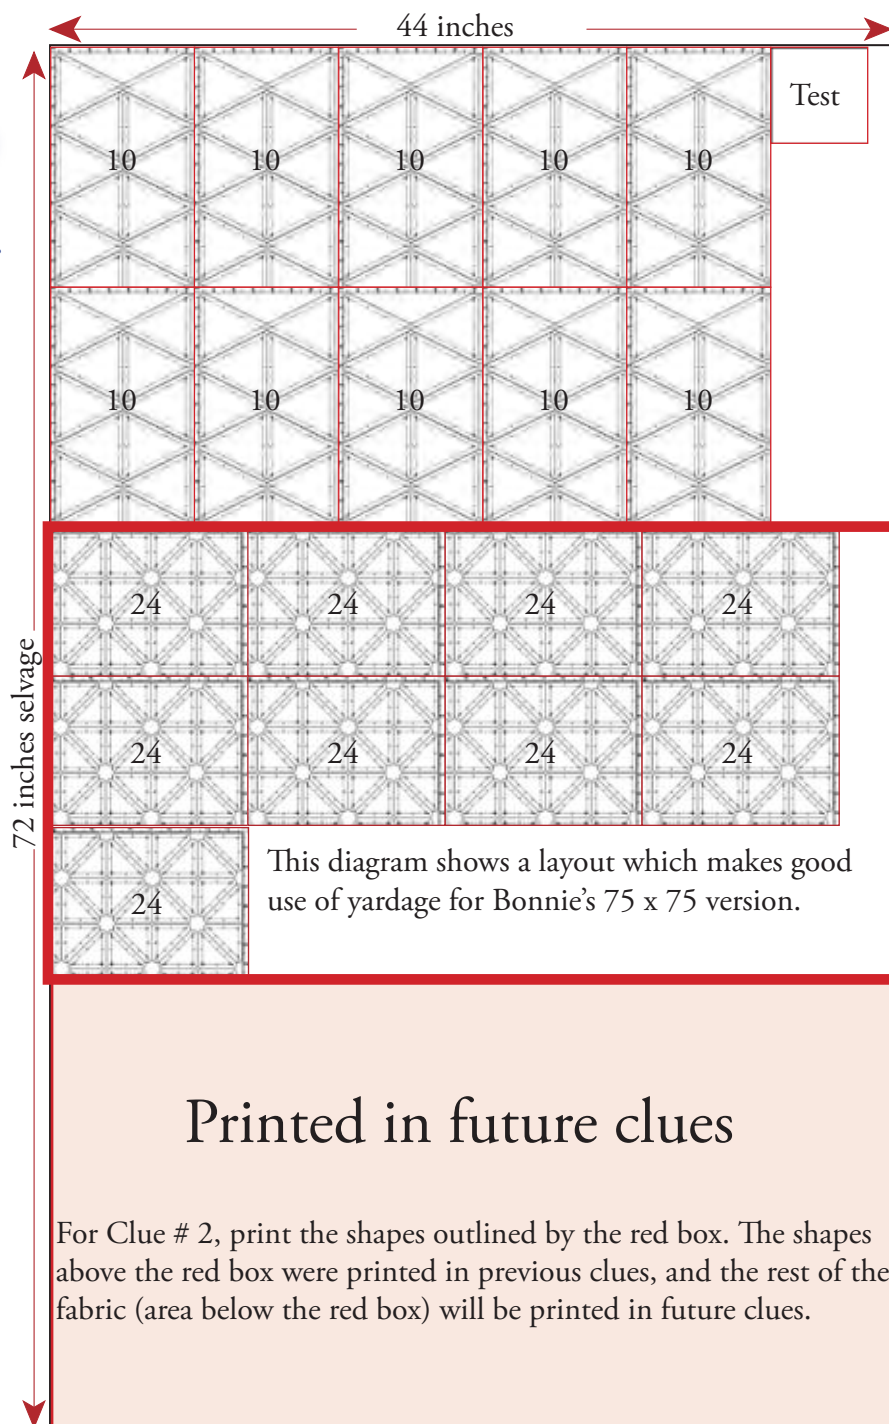 44 inches
Test
10 10 10 10 10
10 10 10 10 10
72 inches selvage
24 24 24 24
24 24 24 24
24
This diagram shows a layout which makes good
use of yardage for Bonnie's 75 x 75 version.
Printed in future clues
For Clue # 2, print the shapes outlined by the red box. The shapes
above the red box were printed in previous clues, and the rest of the
fabric (area below the red box) will be printed in future clues.